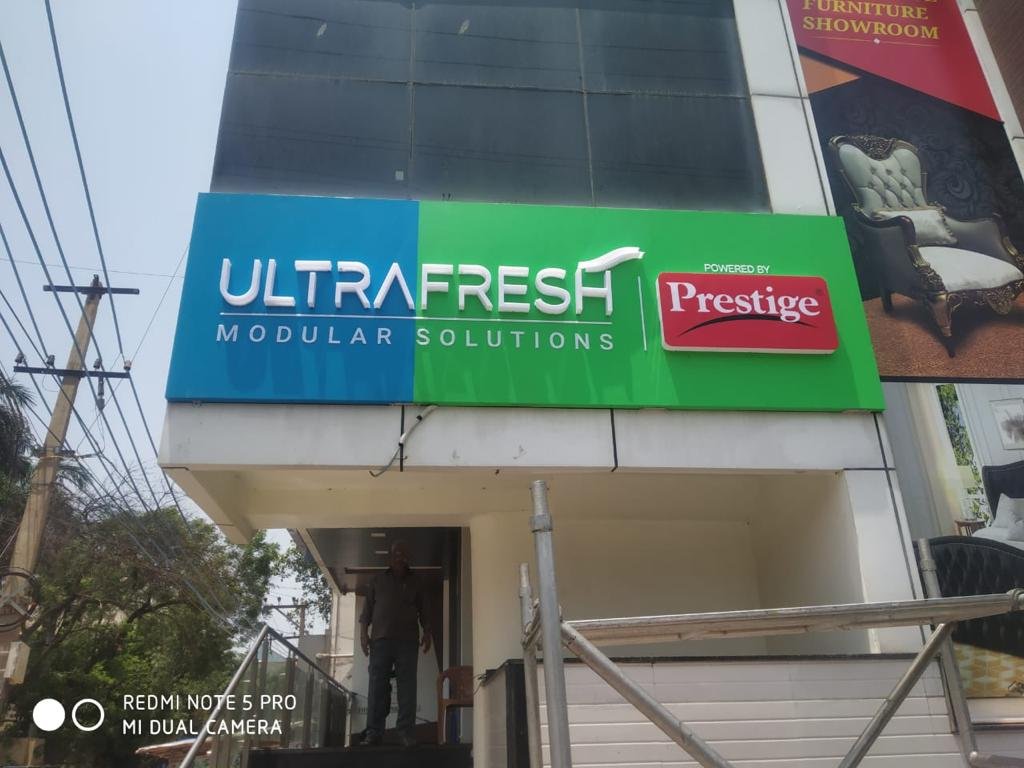 FURNITURE
SHOWROOM
ULTRAFRESH
MODULAR SOLUTIONS
POWERED BY
Prestige®
REDMI NOTE 5 PRO
MI DUAL CAMERA